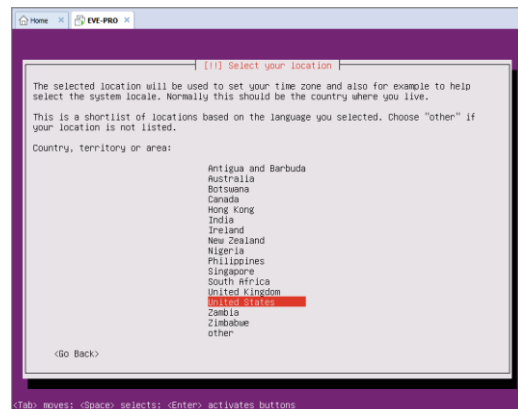 Home
EVE-PRO
[!!] Select your location
The selected location will be used to set your time zone and also for example to help
select the system locale. Normally this should be the country where you live.
This is a shortlist of locations based on the language you selected. Choose "other" if
your location is not listed.
Country, territory or area:
Antigua and Barbuda
Australia
Botswana
Canada
Hong Kong
India
Ireland
New Zealand
Nigeria
Philippines
Singapore
South Africa
United Kingdom
United States
Zambia
Zimbabwe
other
<Go Back>
<Tab> moves; <Space> selects; <Enter> activates buttons